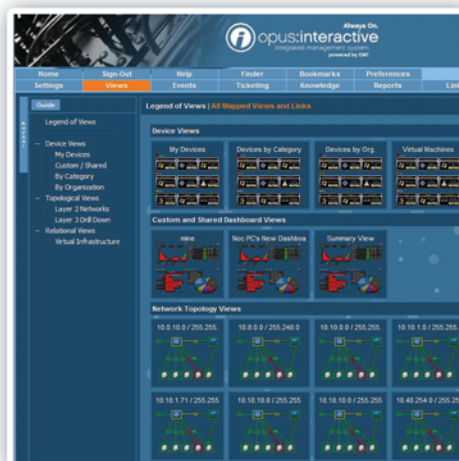 Always On.
opus:interactive
integrated management system
powered by EM7
Home Sign-Out Help Finder Bookmarks Preferences
Settings Views Events Ticketing Knowledge Reports
Guide
Legend of Views | All Mapped Views and Links
Legend of Views
– Device Views
My Devices
Custom / Shared
By Category
By Organization
– Topological Views
Layer 2 Networks
Layer 3 Drill Down
– Relational Views
Virtual Infrastructure
Device Views
My Devices Devices by Category Devices by Org. Virtual Machines
Custom and Shared Dashboard Views
mine Noc PC's New Dashboa Summary View
Network Topology Views
10.0.10.0 / 255.255. 10.0.0.0 / 255.240.0 10.10.0.0 / 255.255. 10.10.1.0 / 255.255.
10.10.1.71 / 255.255 10.10.10.0 / 255.255 10.10.10.0 / 255.255 10.40.254.0 / 255.25